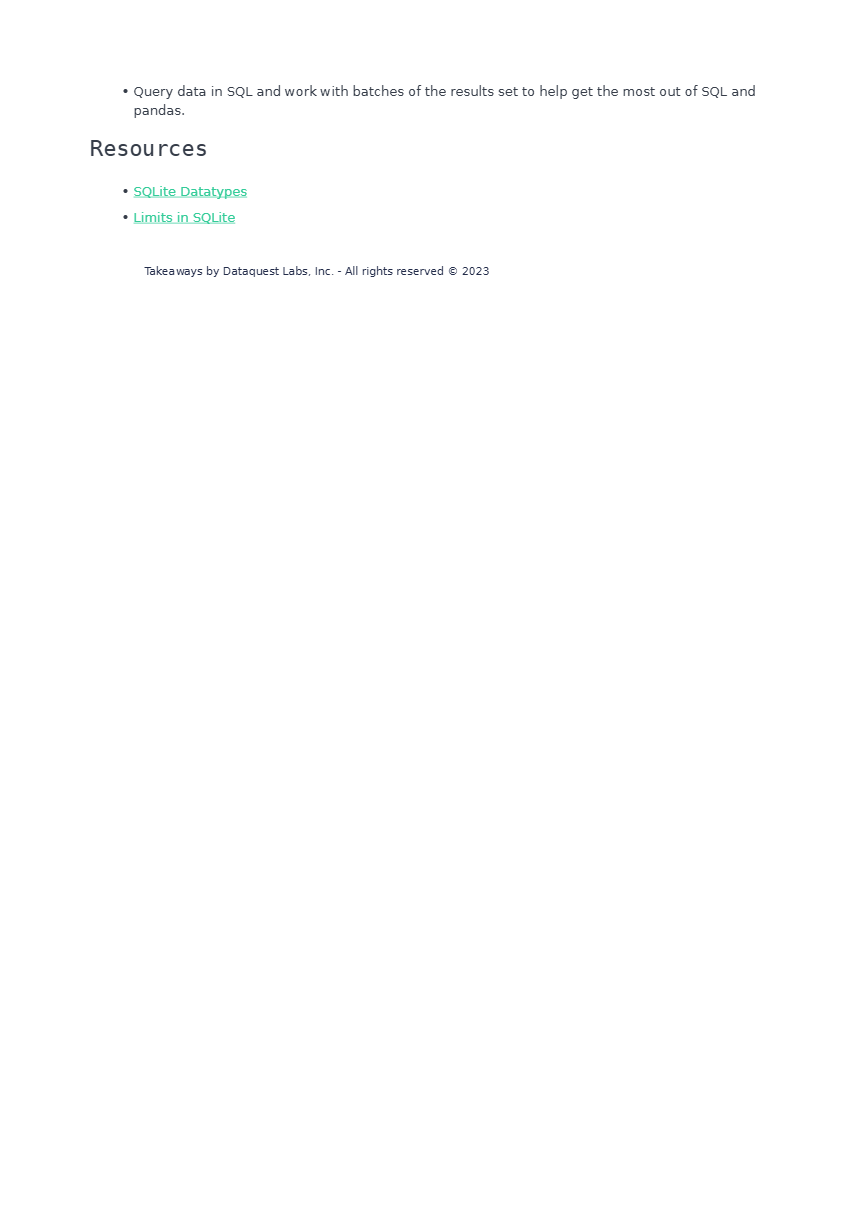 • Query data in SQL and work with batches of the results set to help get the most out of SQL and
pandas.
Resources
• SQLite Datatypes
• Limits in SQLite
Takeaways by Dataquest Labs, Inc. - All rights reserved © 2023